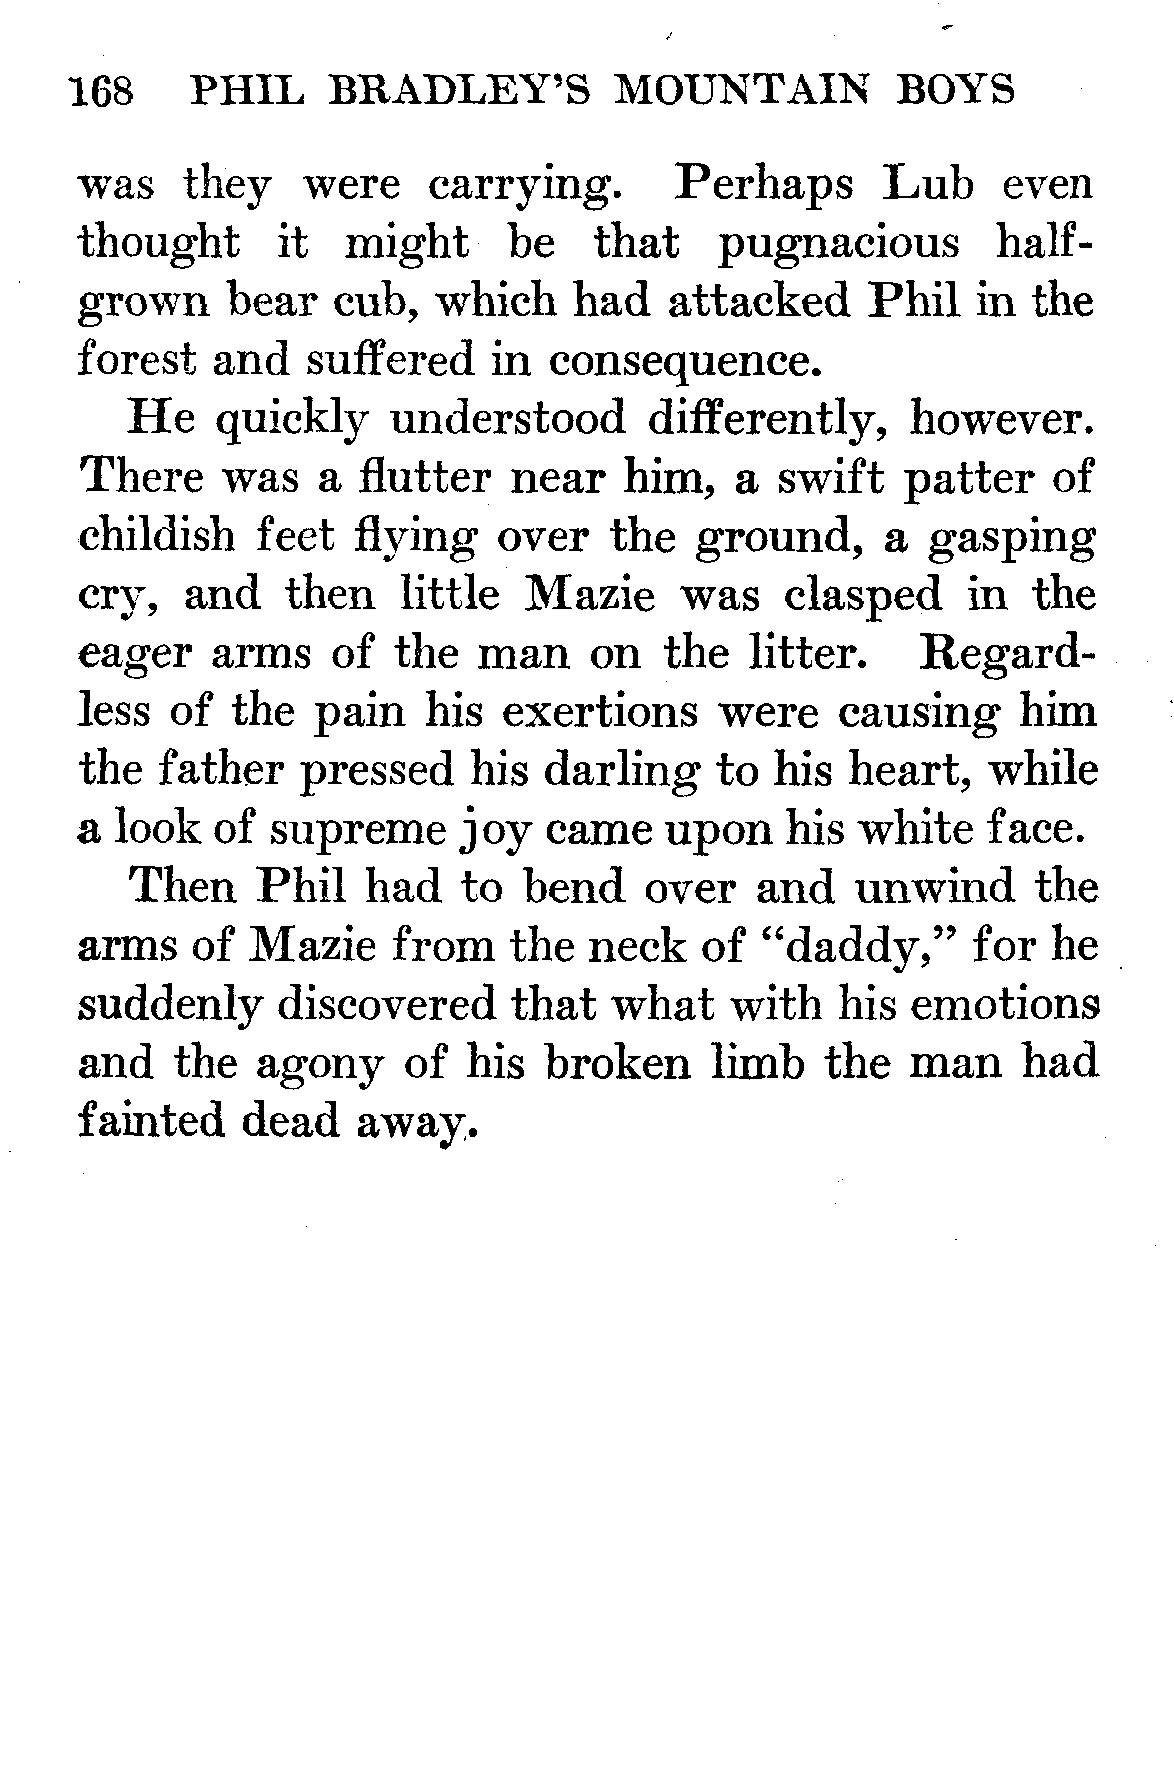 168 PHIL BRADLEY'S MOUNTAIN BOYS
was they were carrying. Perhaps Lub even
thought it might be that pugnacious half-
grown bear cub, which had attacked Phil in the
forest and suffered in consequence.
He quickly understood differently, however.
There was a flutter near him, a swift patter of
childish feet flying over the ground, a gasping
cry, and then little Mazie was clasped in the
eager arms of the man on the litter. Regard-
less of the pain his exertions were causing him
the father pressed his darling to his heart, while
a look of supreme joy came upon his white face.
Then Phil had to bend over and unwind the
arms of Mazie from the neck of “daddy,” for he
suddenly discovered that what with his emotions
and the agony of his broken limb the man had
fainted dead away.